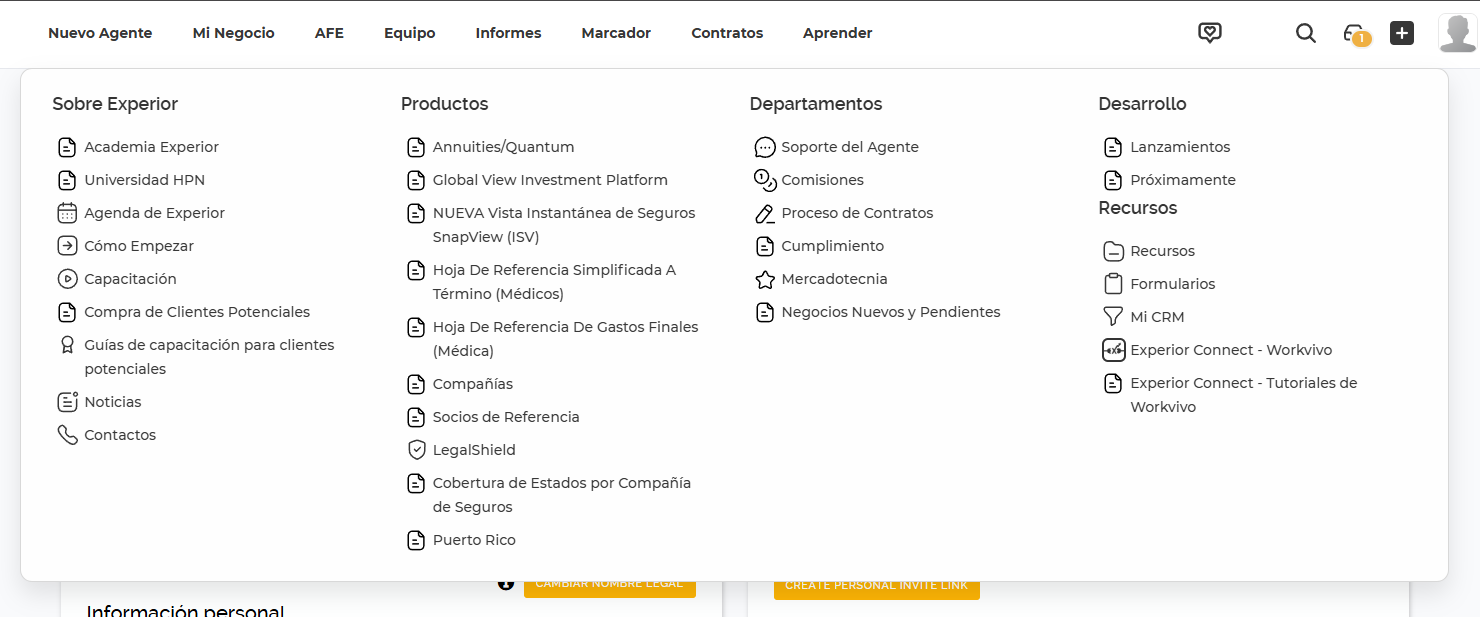 Nuevo Agente
Mi Negocio
AFE
Equipo
Informes
Marcador
Contratos
Aprender
1
Sobre Experior
Academia Experior
Universidad HPN
Agenda de Experior
Cómo Empezar
Capacitación
Compra de Clientes Potenciales
Guías de capacitación para clientes
potenciales
Noticias
Contactos
Productos
Annuities/Quantum
Global View Investment Platform
NUEVA Vista Instantánea de Seguros
SnapView (ISV)
Hoja De Referencia Simplificada A
Término (Médicos)
Hoja De Referencia De Gastos Finales
(Médica)
Compañías
Socios de Referencia
LegalShield
Cobertura de Estados por Compañía
de Seguros
Puerto Rico
Departamentos
Soporte del Agente
Comisiones
Proceso de Contratos
Cumplimiento
Mercadotecnia
Negocios Nuevos y Pendientes
Desarrollo
Lanzamientos
Próximamente
Recursos
Recursos
Formularios
Mi CRM
Experior Connect - Workvivo
Experior Connect - Tutoriales de
Workvivo
CAMBIAR NOMBRE LEGAL
CREATE PERSONAL INVITE LINK
Información personal